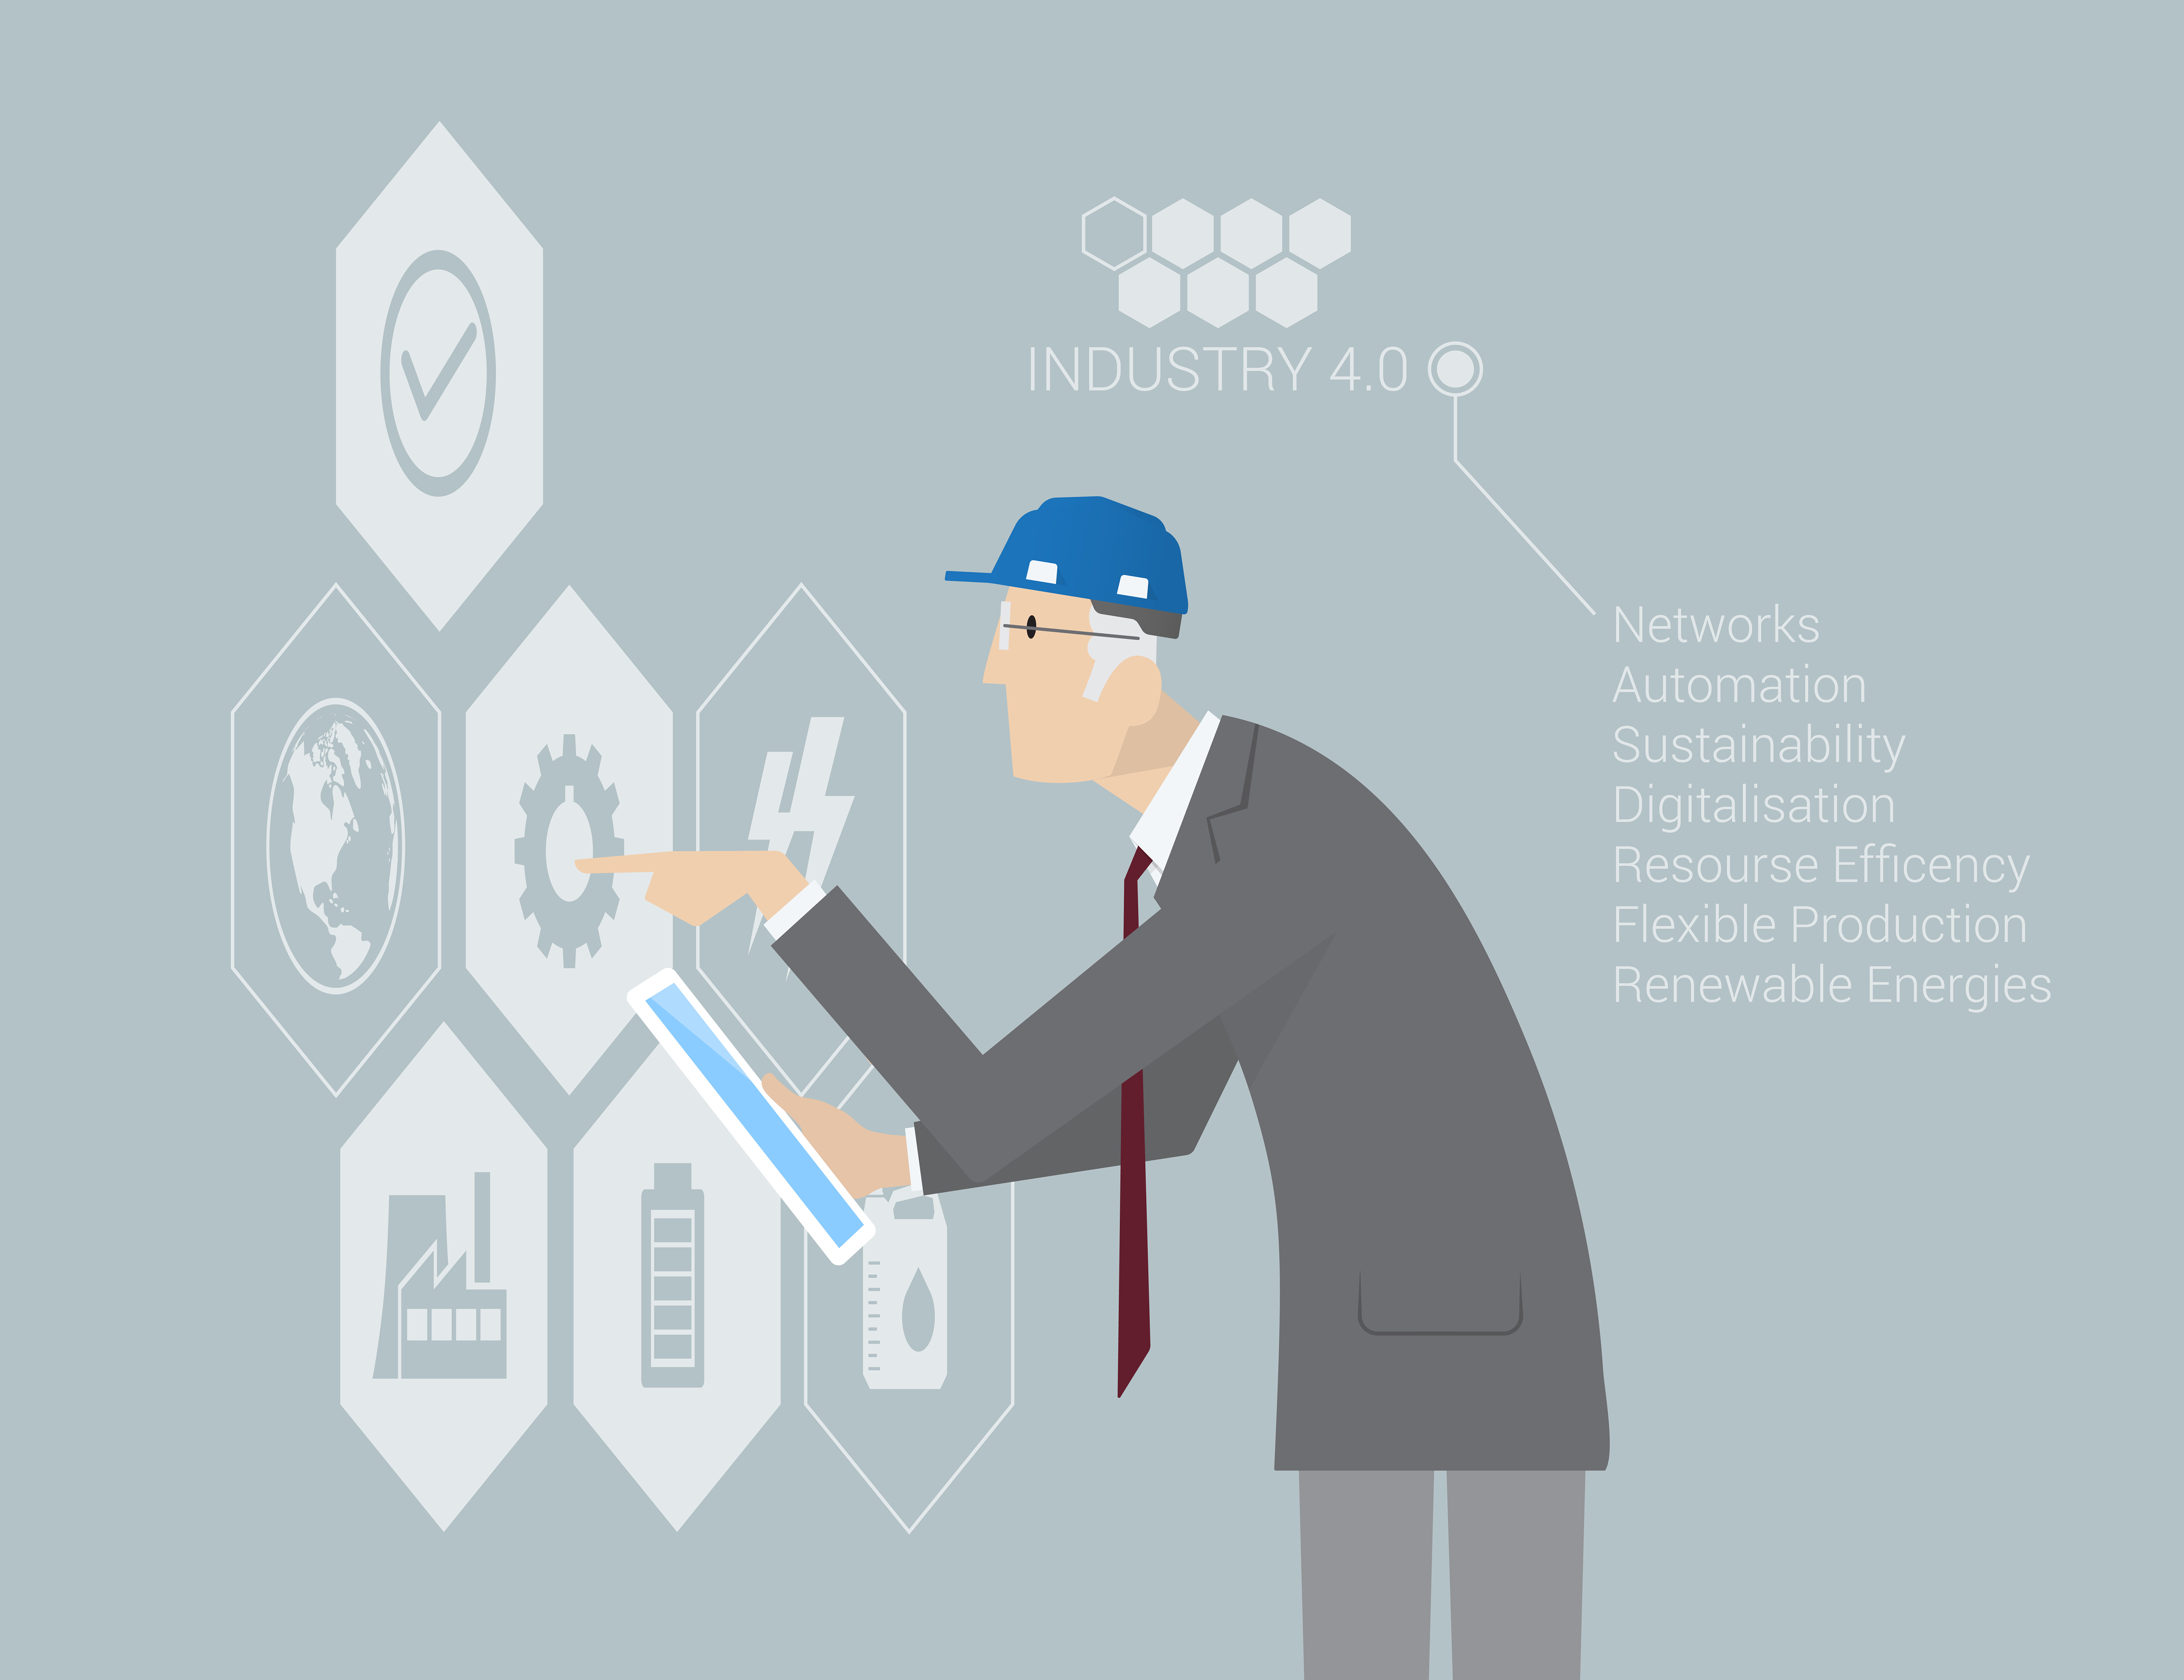 INDUSTRY 4.0
Networks
Automation
Sustainability
Digitalisation
Resourse Efficency
Flexible Production
Renewable Energies